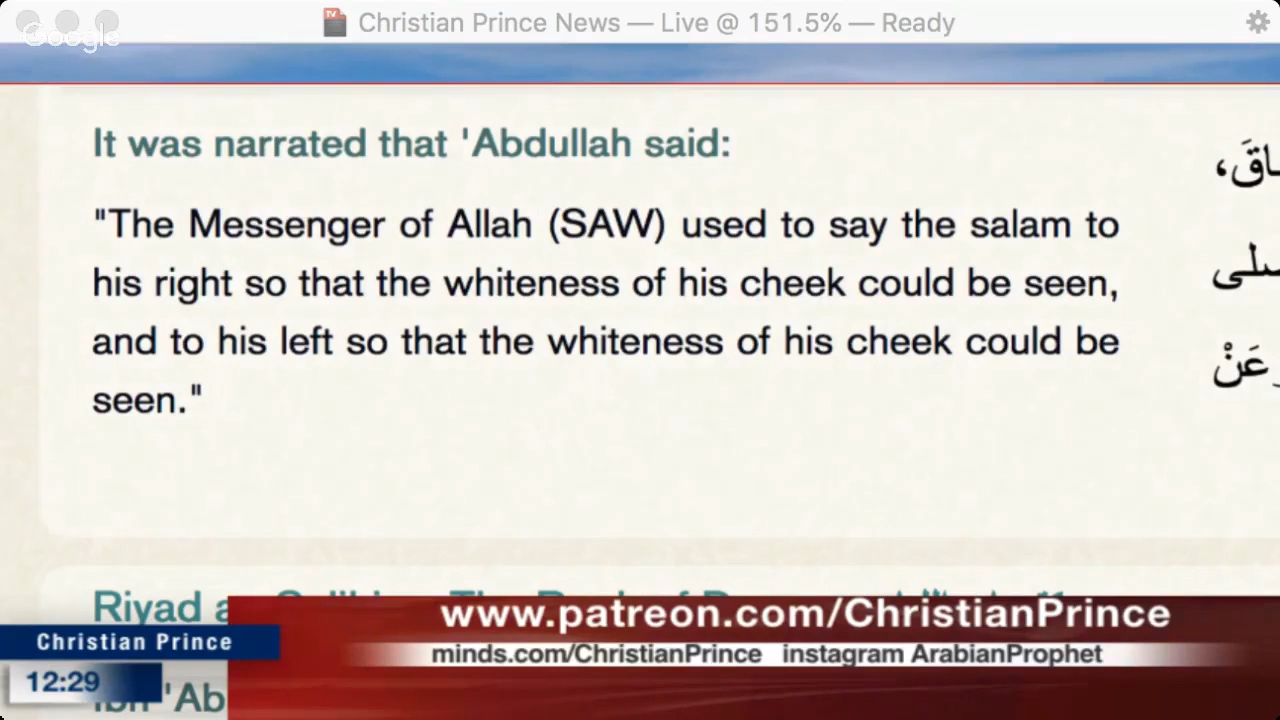 Google
Christian Prince News — Live @ 151.5% — Ready
It was narrated that 'Abdullah said:
"The Messenger of Allah (SAW) used to say the salam to
his right so that the whiteness of his cheek could be seen,
and to his left so that the whiteness of his cheek could be
seen."
عَنْ
Riyad
www.patreon.com/ChristianPrince
Christian Prince
minds.com/ChristianPrince instagram ArabianProphet
12:29
'Ab